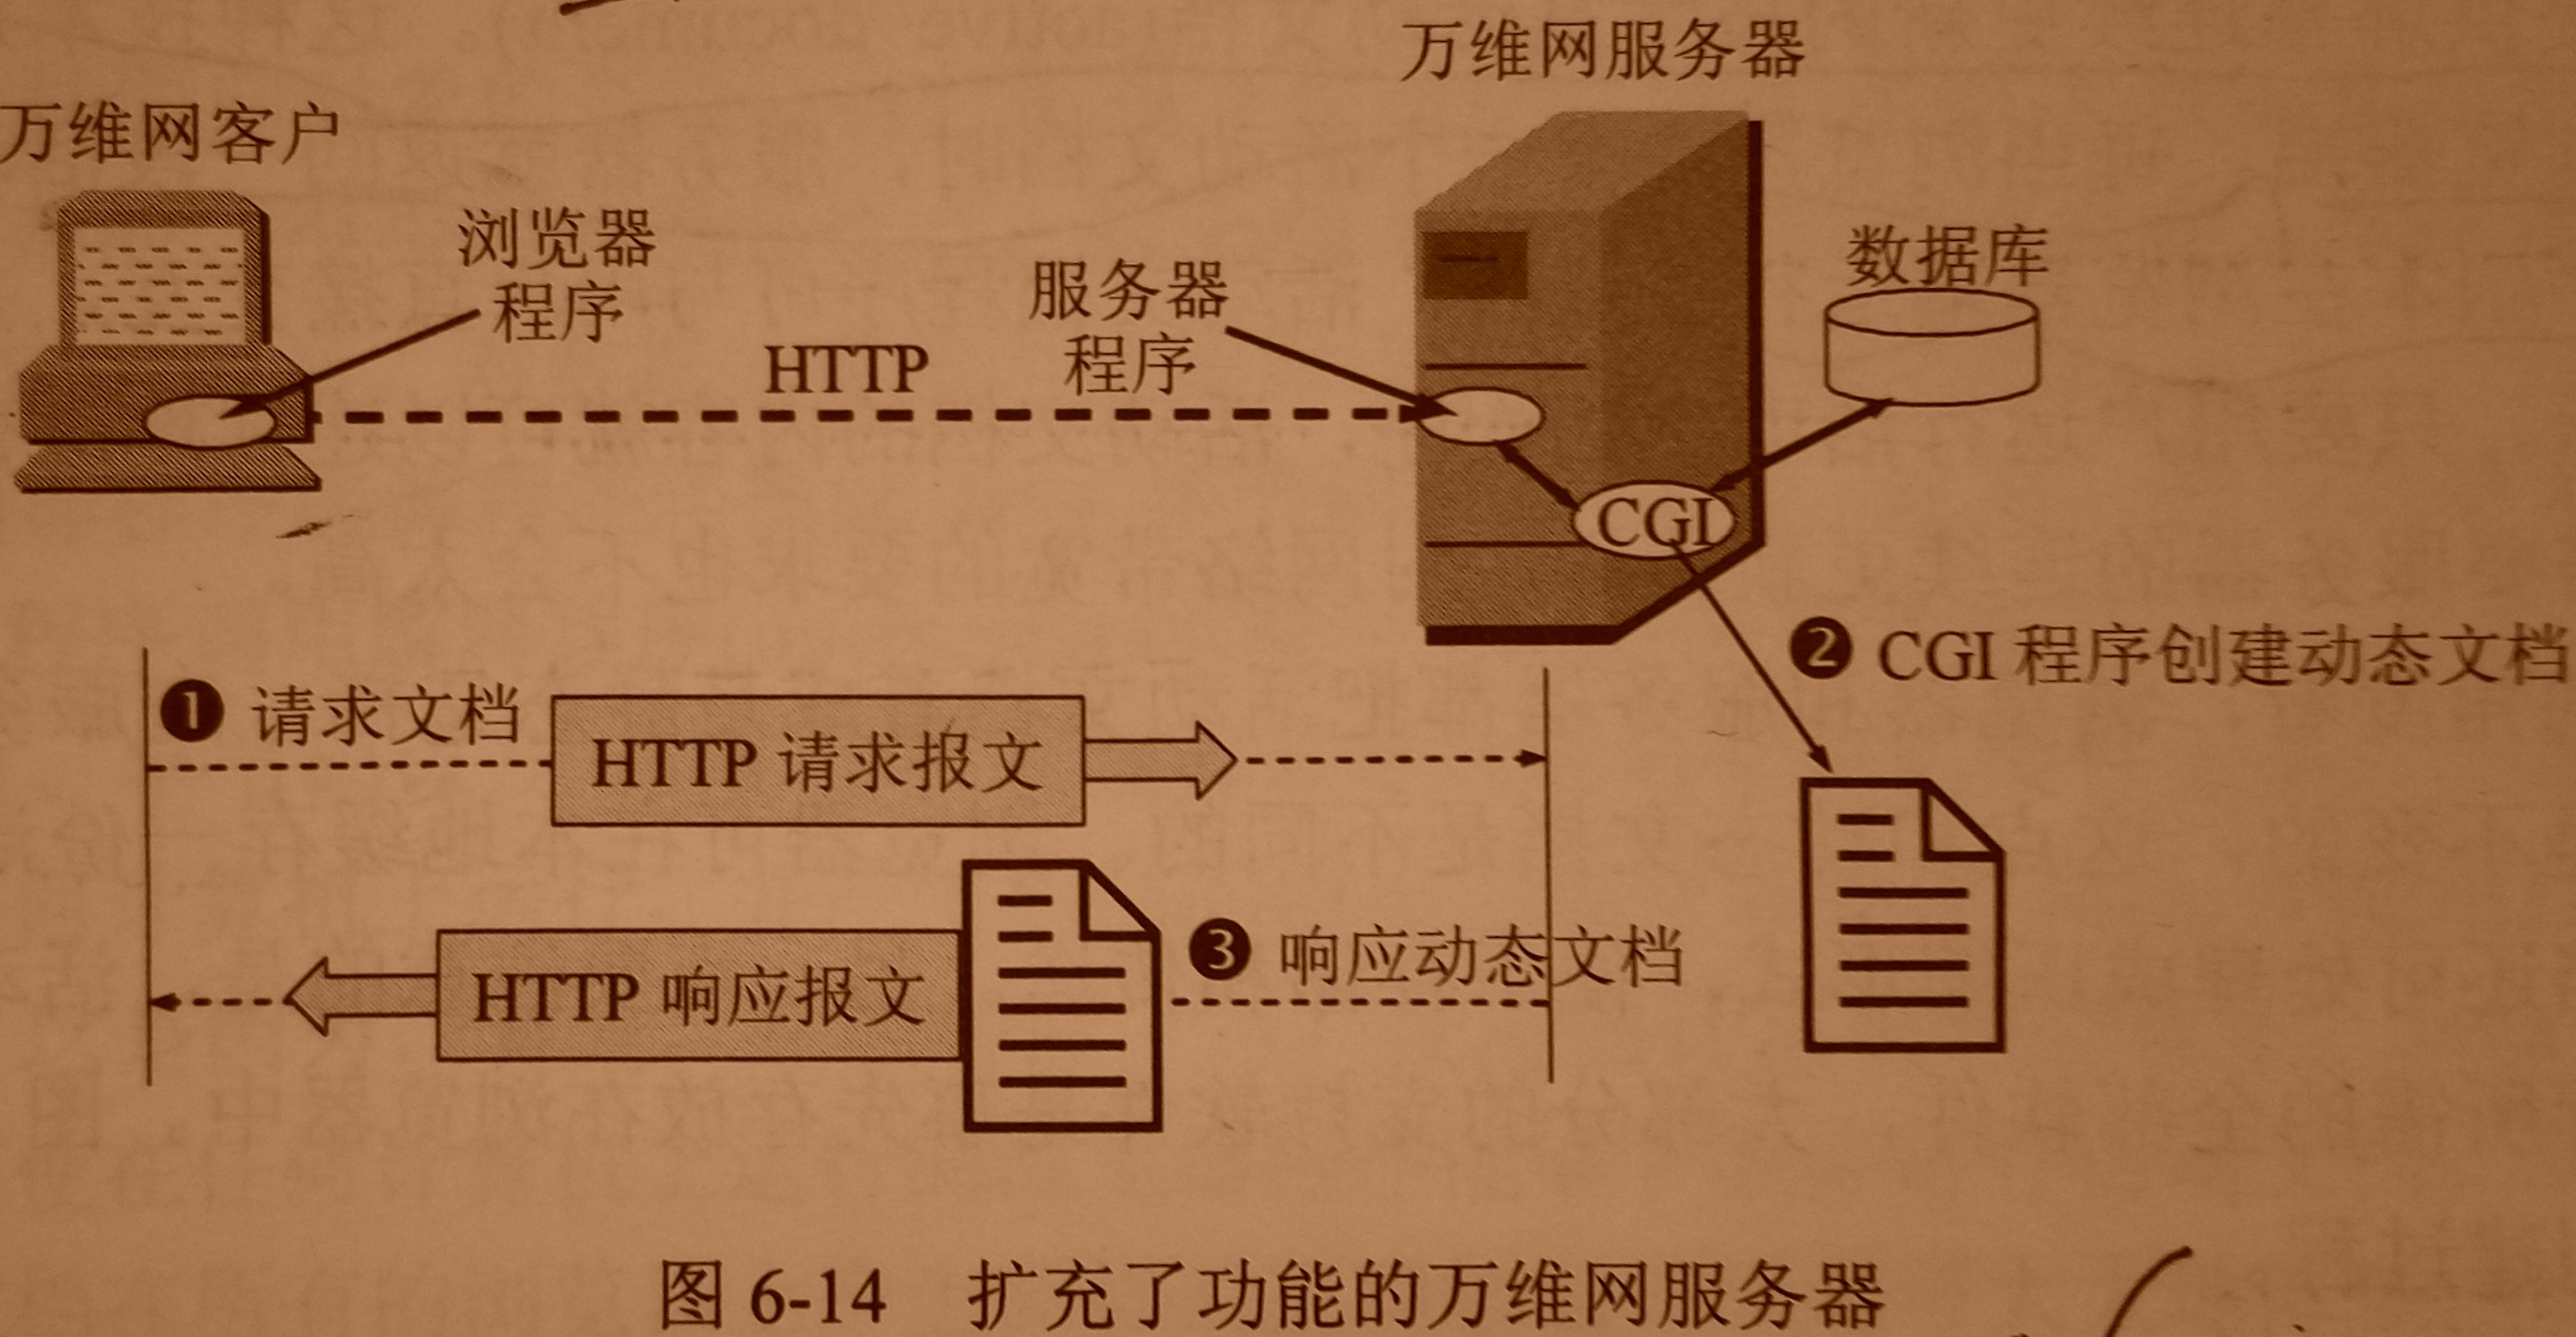 万维网服务器
万维网客户
浏览器
程序
服务器
程序
HTTP
数据库
CGI
❷ CGI 程序创建动态文档
❶ 请求文档
HTTP 请求报文
❸ 响应动态文档
HTTP 响应报文
图 6-14 扩充了功能的万维网服务器